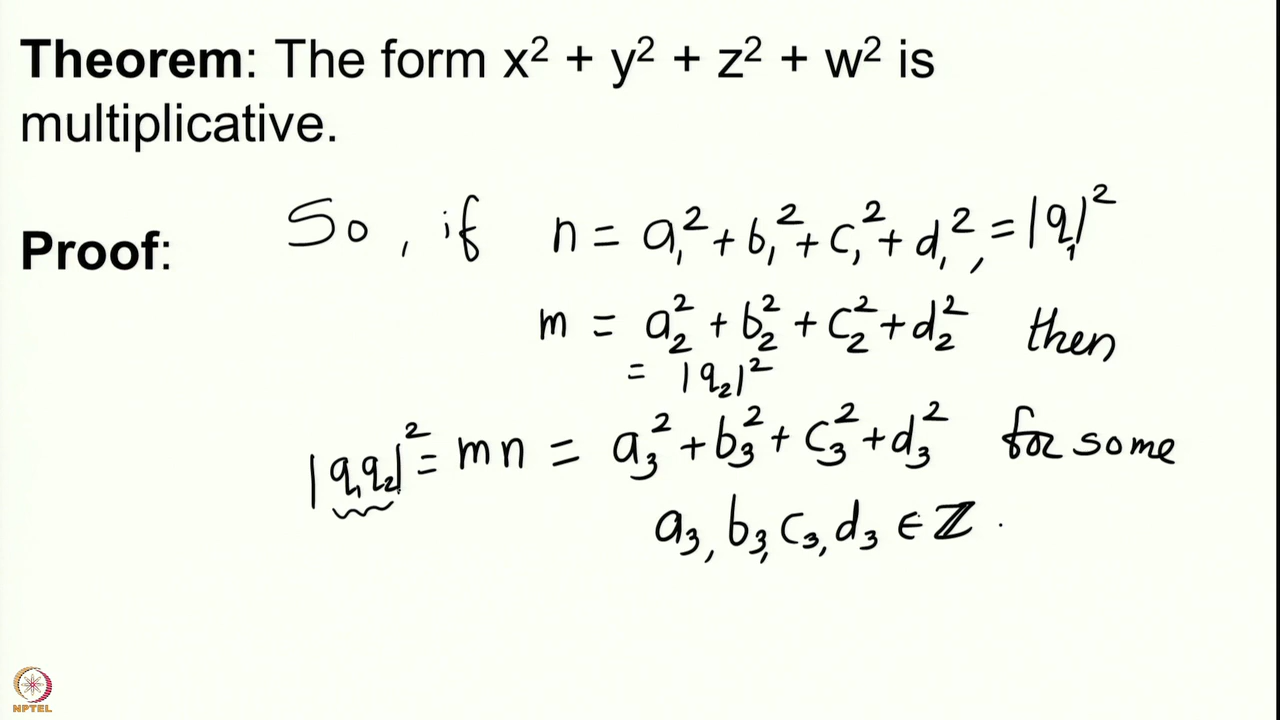 Theorem: The form x² + y² + z² + w² is
multiplicative.
Proof: So, if n = a₁² + b₁² + c₁² + d₁², = |q₁|²
m = a₂² + b₂² + c₂² + d₂² then
= |q₂|²
|q₁q₂|² = mn = a₃² + b₃² + c₃² + d₃² for some
a₃, b₃, c₃, d₃ ∈ ℤ.
NPTEL